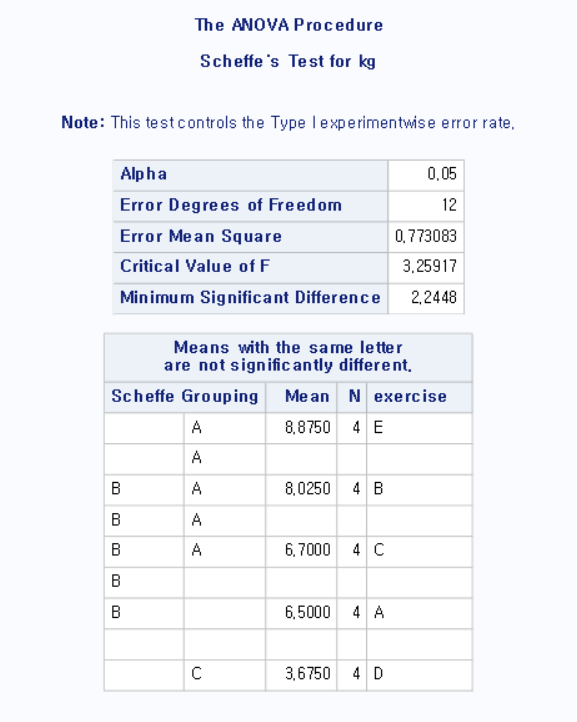 The ANOVA Procedure
Scheffe's Test for kg
Note: This test controls the Type I experimentwise error rate.
Alpha 0.05
Error Degrees of Freedom 12
Error Mean Square 0.773083
Critical Value of F 3.25917
Minimum Significant Difference 2.2448
Means with the same letter
are not significantly different.
Scheffe Grouping Mean N exercise
A 8.8750 4 E
A
B A 8.0250 4 B
B A
B A 6.7000 4 C
B
B 6.5000 4 A
C 3.6750 4 D